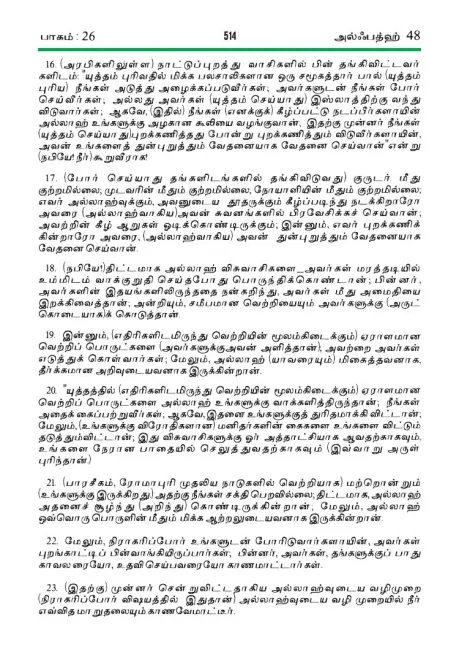 பாகம் : 26 514 அல்ஃபத்ஹ் 48
16. (அரபிகளிலுள்ள) நாட்டுப்புறத்து வாசிகளில் பின் தங்கிவிட்டவர்
களிடம்: "யுத்தம் புரிவதில் மிக்க பலசாலிகளான ஒரு சமூகத்தார் பால் (யுத்தம்
புரிய) நீங்கள் அடுத்து அழைக்கப்படுவீர்கள்; அவர்களுடன் நீங்கள் போர்
செய்வீர்கள்; அல்லது அவர்கள் (யுத்தம் செய்யாது) இஸ்லாத்திற்கு வந்து
விடுவார்கள்; ஆகவே, (இதில்) நீங்கள் (எனக்குக்) கீழ்ப்பட்டு நடப்பீர்களாயின்
அல்லாஹ் உங்களுக்கு அழகான கூலியை வழங்குவான், இதற்கு முன்னர் நீங்கள்
(யுத்தம் செய்யாது)புறக்கணித்தது போன்று புறக்கணித்தும் விடுவீர்களாயின்,
அவன் உங்களைத் துன்புறுத்தும் வேதனையாக வேதனை செய்வான்"என்று
(நபியே! நீர்) கூறுவீராக!
17. (போர் செய்யாது தங்களிடங்களில் தங்கிவிடுவது) குருடர் மீது
குற்றமில்லை; முடவரின் மீதும் குற்றமில்லை; நோயாளியின் மீதும் குற்றமில்லை;
எவர் அல்லாஹ்வுக்கும், அவனுடைய தூதருக்கும் கீழ்ப்படிந்து நடக்கிறாரோ
அவரை (அல்லாஹ்வாகிய)அவன் சுவனங்களில் பிரவேசிக்கச் செய்வான்;
அவற்றின் கீழ் ஆறுகள் ஓடிக்கொண்டிருக்கும்; இன்னும், எவர் புறக்கணிக்
கின்றாரோ அவரை, (அல்லாஹ்வாகிய) அவன் துன்புறுத்தும் வேதனையாக
வேதனை செய்வான்.
18. (நபியே!)திட்டமாக அல்லாஹ் விசுவாசிகளை_அவர்கள் மரத்தடியில்
உம்மிடம் வாக்குறுதி செய்தபோது பொருந்திக்கொண்டான்; பின்னர்,
அவர்களின் இதயங்களிலிருந்ததை நன்கறிந்து, அவர்கள் மீது அமைதியை
இறக்கிவைத்தான்; அன்றியும், சமீபமான வெற்றியையும் அவர்களுக்கு (அருட்
கொடையாக)க் கொடுத்தான்.
19. இன்னும், (எதிரிகளிடமிருந்து வெற்றியின் மூலம்கிடைக்கும்) ஏராளமான
வெற்றிப் பொருட்களை (அவர்களுக்குஅவன் அளித்தான்), அவற்றை அவர்கள்
எடுத்துக் கொள்வார்கள்; மேலும், அல்லாஹ் (யாவரையும்) மிகைத்தவனாக,
தீர்க்கமான அறிவுடையவனாக இருக்கின்றான்.
20. "யுத்தத்தில் (எதிரிகளிடமிருந்து வெற்றியின் மூலம்கிடைக்கும்) ஏராளமான
வெற்றிப் பொருட்களை அல்லாஹ் உங்களுக்கு வாக்களித்திருந்தான்; நீங்கள்
அதைக் கைப்பற்றுவீர்கள்; ஆகவே,இதனை உங்களுக்குத் துரிதமாக்கி விட்டான்;
மேலும்,(உங்களுக்கு விரோதிகளான) மனிதர்களின் கைகளை உங்களை விட்டும்
தடுத்தும்விட்டான்; இது விசுவாசிகளுக்கு ஓர் அத்தாட்சியாக ஆவதற்காகவும்,
உங்களை நேரான பாதையில் செலுத்துவதற்காகவும் (இவ்வாறு அருள்
புரிந்தான்.)
21. (பாரசீகம், ரோமாபுரி முதலிய நாடுகளில் வெற்றியாக) மற்றொன்றும்
(உங்களுக்கு இருக்கிறது) அதற்கு நீங்கள் சக்தி பெறவில்லை; திட்டமாக, அல்லாஹ்
அதனைச் சூழ்ந்து (அறிந்து) கொண்டிருக்கின்றான்; மேலும், அல்லாஹ்
ஒவ்வொரு பொருளின் மீதும் மிக்க ஆற்றலுடையவனாக இருக்கின்றான்.
22. மேலும், நிராகரிப்போர் உங்களுடன் போரிடுவார்களாயின், அவர்கள்
புறங்காட்டிப் பின்வாங்கியிருப்பார்கள்; பின்னர், அவர்கள், தங்களுக்குப் பாது
காவலரையோ, உதவி செய்பவரையோ காணமாட்டார்கள்.
23. (இதற்கு) முன்னர் சென்றுவிட்டதாகிய அல்லாஹ்வுடைய வழிமுறை
(நிராகரிப்போர் விஷயத்தில் இதுதான்) அல்லாஹ்வுடைய வழி முறையில் நீர்
எவ்வித மாறுதலையும் காணவேமாட்டீர்.